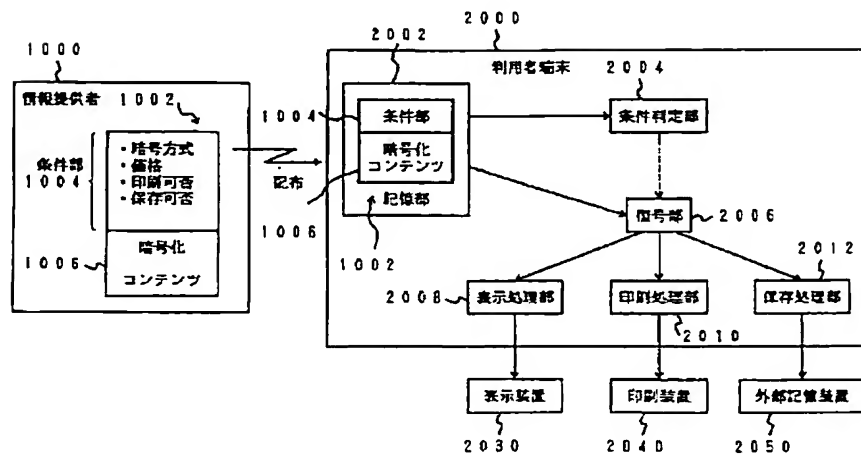 1000
情報提供者
1002
条件部
1004
・暗号方式
・価格
・印刷可否
・保存可否
1006
暗号化
コンテンツ
配布
2000
利用者端末
2002
1004
条件部
暗号化
コンテンツ
記憶部
1006
1002
2004
条件判定部
復号部
2006
2008
表示処理部
印刷処理部
2010
2012
保存処理部
表示装置
2030
印刷装置
2040
外部記憶装置
2050